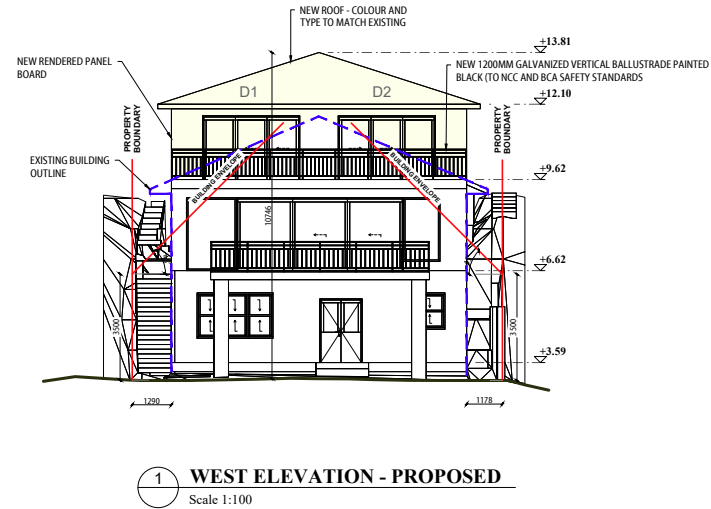 NEW ROOF - COLOUR AND
TYPE TO MATCH EXISTING
+13.81
NEW RENDERED PANEL
BOARD
NEW 1200MM GALVANIZED VERTICAL BALLUSTRADE PAINTED
BLACK (TO NCC AND BCA SAFETY STANDARDS
D1
D2
+12.10
PROPERTY
BOUNDARY
PROPERTY
BOUNDARY
EXISTING BUILDING
OUTLINE
BUILDING ENVELOPE
BUILDING ENVELOPE
+9.62
10746
+6.62
3500
3500
+3.59
1290
1178
1
WEST ELEVATION - PROPOSED
Scale 1:100